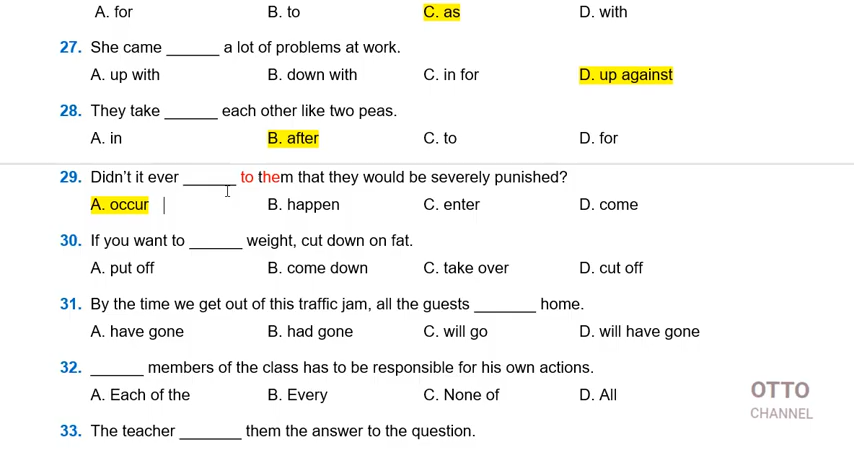 A. for B. to C. as D. with
27. She came ______ a lot of problems at work.
A. up with B. down with C. in for D. up against
28. They take ______ each other like two peas.
A. in B. after C. to D. for
29. Didn't it ever ______ to them that they would be severely punished?
A. occur B. happen C. enter D. come
30. If you want to ______ weight, cut down on fat.
A. put off B. come down C. take over D. cut off
31. By the time we get out of this traffic jam, all the guests _______ home.
A. have gone B. had gone C. will go D. will have gone
32. ______ members of the class has to be responsible for his own actions.
A. Each of the B. Every C. None of D. All
OTTO
CHANNEL
33. The teacher _______ them the answer to the question.